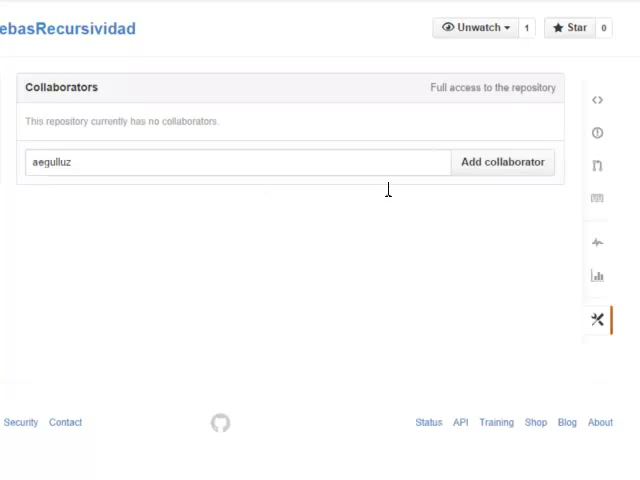 ebasRecursividad
Unwatch 1 Star 0
Collaborators Full access to the repository
This repository currently has no collaborators.
aegulluz Add collaborator
Security Contact Status API Training Shop Blog About